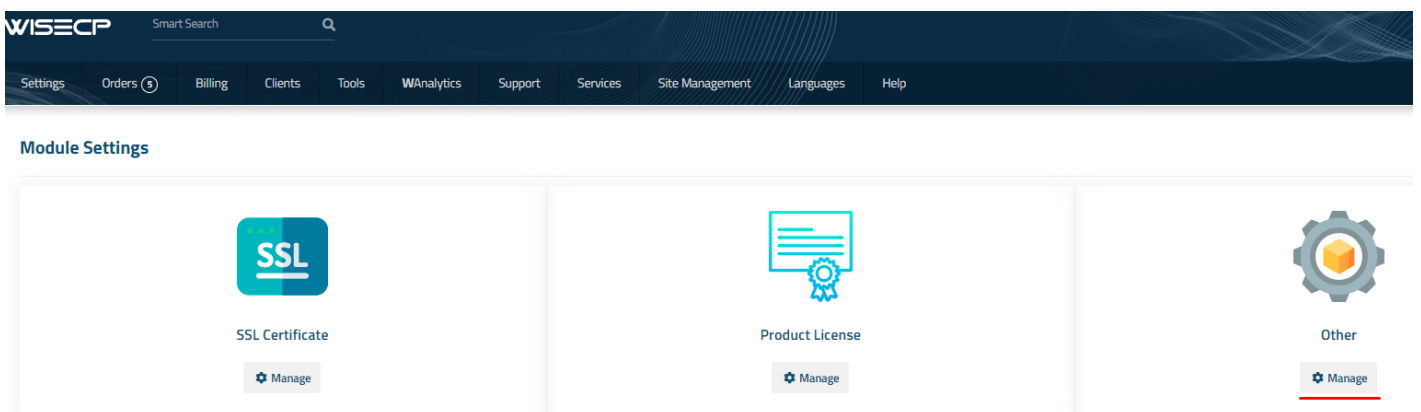 WISECP
Smart Search
Settings
Orders 5
Billing
Clients
Tools
WAnalytics
Support
Services
Site Management
Languages
Help
Module Settings
SSL
SSL Certificate
Product License
Other
Manage
Manage
Manage